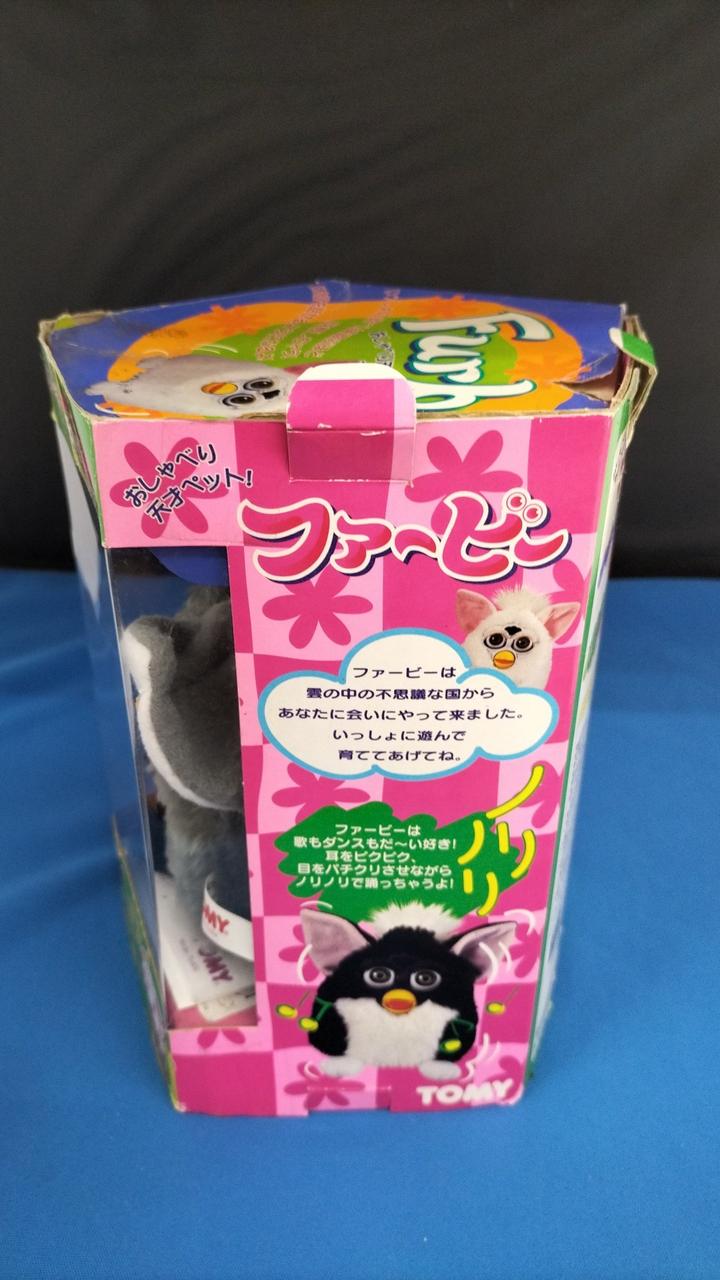 Furb
おしゃべり
天才ペット!
ファービー
ファービーは
雲の中の不思議な国から
あなたに会いにやって来ました。
いっしょに遊んで
育ててあげてね。
ファービーは
歌もダンスもだ〜い好き!
耳をピクピク、
目をパチクリさせながら
ノリノリで踊っちゃうよ!
ノリノリ
TOMY